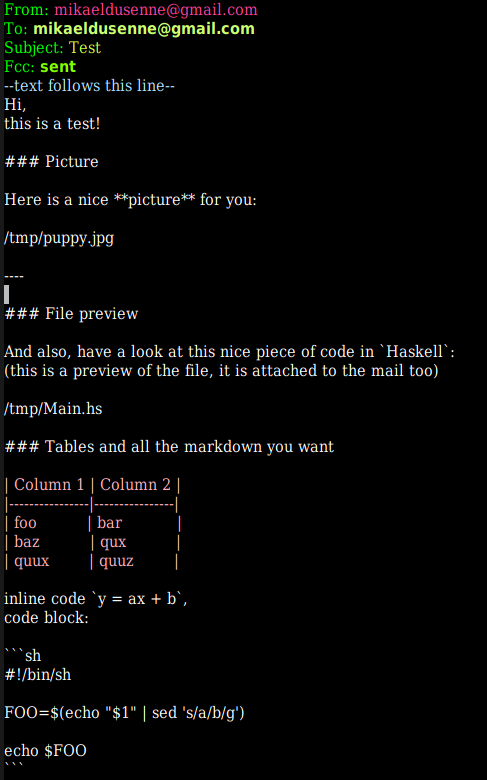 From: mikaeldusenne@gmail.com
To: mikaeldusenne@gmail.com
Subject: Test
Fcc: sent
--text follows this line--
Hi,
this is a test!
### Picture
Here is a nice **picture** for you:
/tmp/puppy.jpg
----
### File preview
And also, have a look at this nice piece of code in `Haskell`:
(this is a preview of the file, it is attached to the mail too)
/tmp/Main.hs
### Tables and all the markdown you want
| Column 1 | Column 2 |
|----------------|----------------|
| foo | bar |
| baz | qux |
| quux | quuz |
inline code `y = ax + b`,
code block:
```sh
#!/bin/sh
FOO=$(echo "$1" | sed 's/a/b/g')
echo $FOO
```